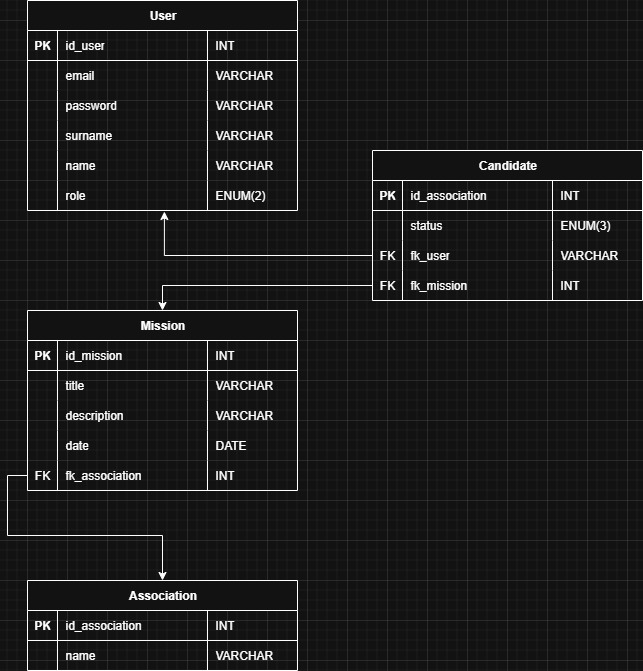 User
PK id_user INT
email VARCHAR
password VARCHAR
surname VARCHAR
name VARCHAR
role ENUM(2)
Candidate
PK id_association INT
status ENUM(3)
FK fk_user VARCHAR
FK fk_mission INT
Mission
PK id_mission INT
title VARCHAR
description VARCHAR
date DATE
FK fk_association INT
Association
PK id_association INT
name VARCHAR